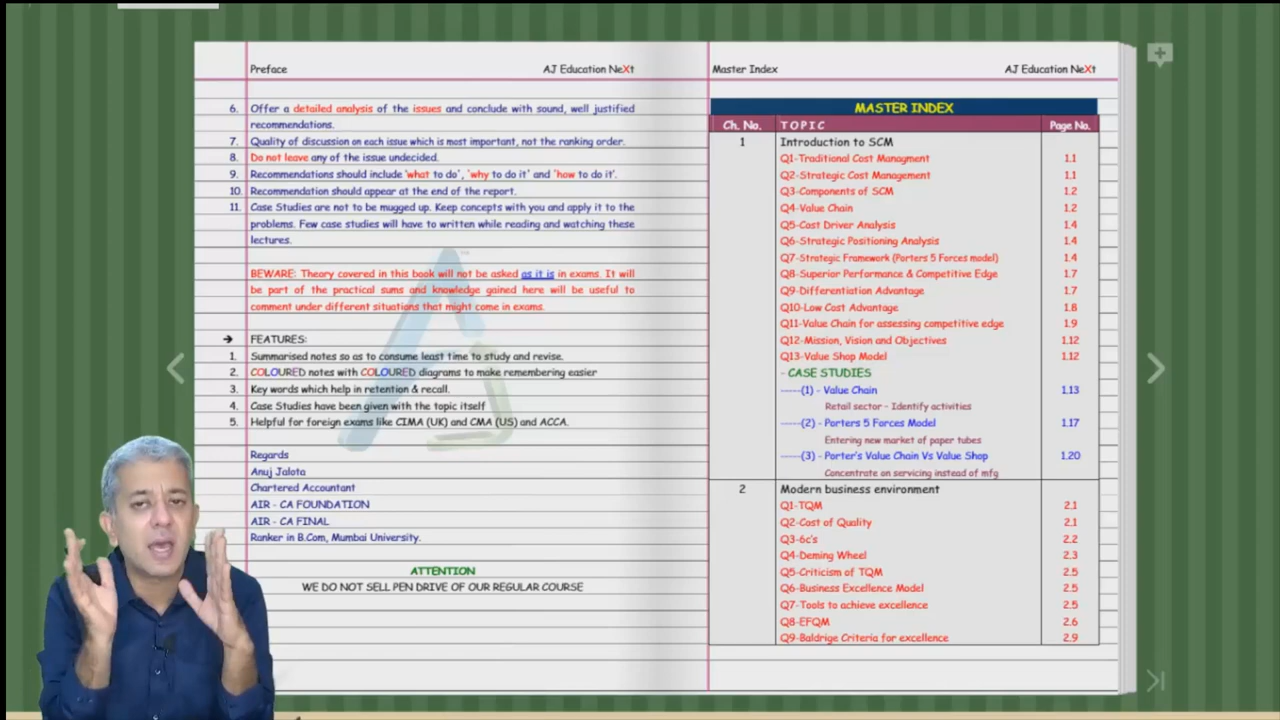 Preface AJ Education NeXt
6. Offer a detailed analysis of the issues and conclude with sound, well justified
recommendations.
7. Quality of discussion on each issue which is most important, not the ranking order.
8. Do not leave any of the issue undecided.
9. Recommendations should include 'what to do', 'why to do it' and 'how to do it'.
10. Recommendation should appear at the end of the report.
11. Case Studies are not to be mugged up. Keep concepts with you and apply it to the
problems. Few case studies will have to written while reading and watching these
lectures.
BEWARE: Theory covered in this book will not be asked as it is in exams. It will
be part of the practical sums and knowledge gained here will be useful to
comment under different situations that might come in exams.
➔ FEATURES:
1. Summarised notes so as to consume least time to study and revise.
2. COLOURED notes with COLOURED diagrams to make remembering easier
3. Key words which help in retention & recall.
4. Case Studies have been given with the topic itself
5. Helpful for foreign exams like CIMA (UK) and CMA (US) and ACCA.
Regards
Anuj Jalota
Chartered Accountant
AIR - CA FOUNDATION
AIR - CA FINAL
Ranker in B.Com, Mumbai University.
ATTENTION
WE DO NOT SELL PEN DRIVE OF OUR REGULAR COURSE
Master Index AJ Education NeXt
MASTER INDEX
Ch. No. TOPIC Page No.
1 Introduction to SCM
Q1-Traditional Cost Managment 1.1
Q2-Strategic Cost Management 1.1
Q3-Components of SCM 1.2
Q4-Value Chain 1.2
Q5-Cost Driver Analysis 1.4
Q6-Strategic Positioning Analysis 1.4
Q7-Strategic Framework (Porters 5 Forces model) 1.4
Q8-Superior Performance & Competitive Edge 1.7
Q9-Differentiation Advantage 1.7
Q10-Low Cost Advantage 1.8
Q11-Value Chain for assessing competitive edge 1.9
Q12-Mission, Vision and Objectives 1.12
Q13-Value Shop Model 1.12
- CASE STUDIES
------(1) - Value Chain 1.13
Retail sector - Identify activities
------(2) - Porters 5 Forces Model 1.17
Entering new market of paper tubes
------(3) - Porter's Value Chain Vs Value Shop 1.20
Concentrate on servicing instead of mfg
2 Modern business environment
Q1-TQM 2.1
Q2-Cost of Quality 2.1
Q3-6c's 2.2
Q4-Deming Wheel 2.3
Q5-Criticism of TQM 2.5
Q6-Business Excellence Model 2.5
Q7-Tools to achieve excellence 2.5
Q8-EFQM 2.6
Q9-Baldrige Criteria for excellence 2.9